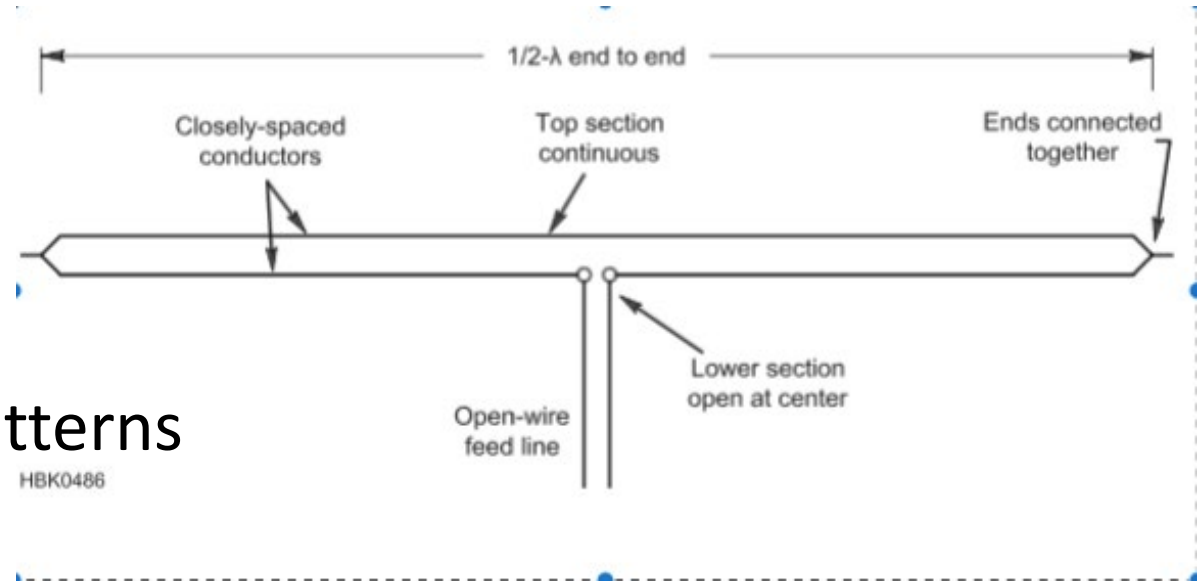 1/2-λ end to end
Closely-spaced
conductors
Top section
continuous
Ends connected
together
Lower section
open at center
Open-wire
feed line
tterns
HBK0486